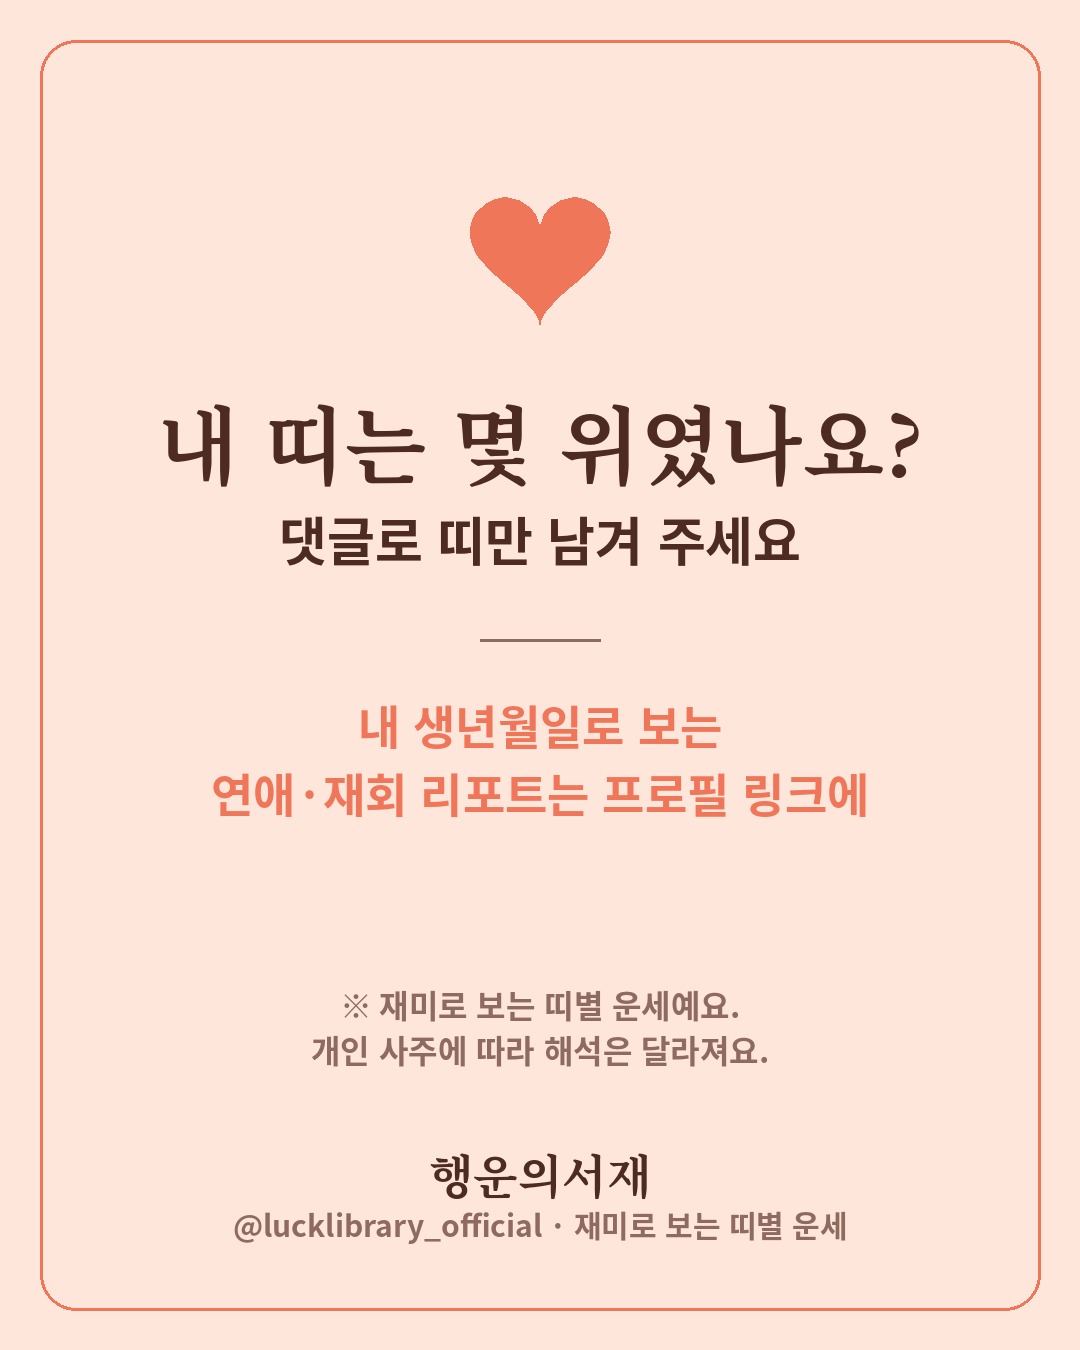 내 띠는 몇 위였나요?
댓글로 띠만 남겨 주세요
내 생년월일로 보는
연애·재회 리포트는 프로필 링크에
※ 재미로 보는 띠별 운세예요.
개인 사주에 따라 해석은 달라져요.
행운의서재
@lucklibrary_official · 재미로 보는 띠별 운세